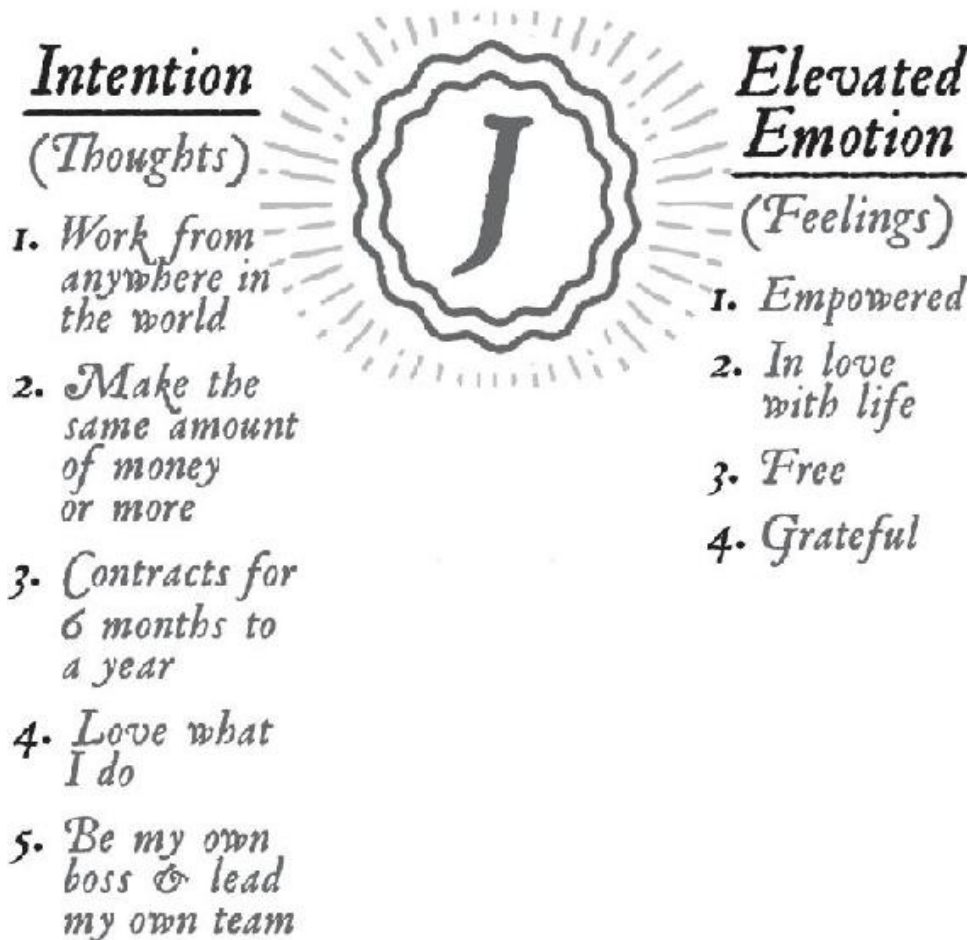 Intention
(Thoughts)
1. Work from
anywhere in
the world
2. Make the
same amount
of money
or more
3. Contracts for
6 months to
a year
4. Love what
I do
5. Be my own
boss & lead
my own team
J
Elevated
Emotion
(Feelings)
1. Empowered
2. In love
with life
3. Free
4. Grateful